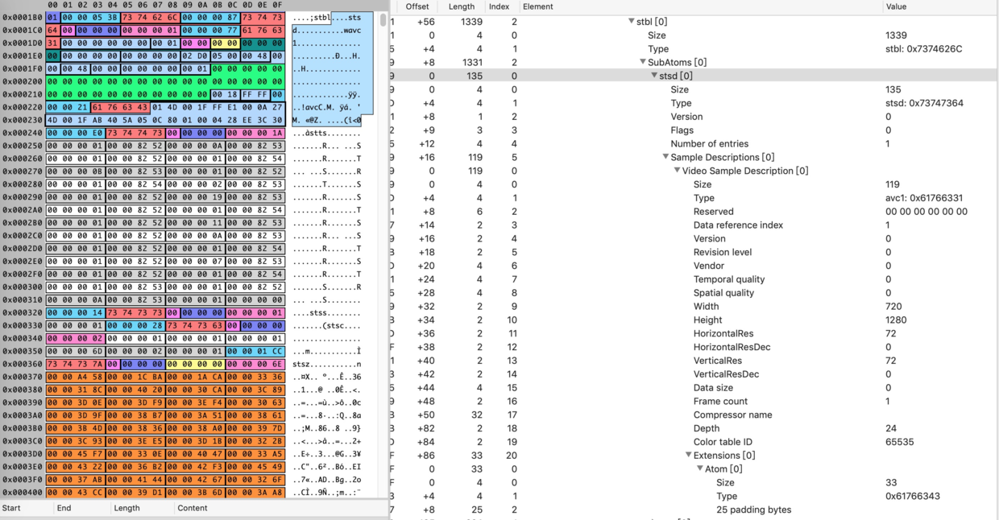 00 01 02 03 04 05 06 07 08 09 0A 0B 0C 0D 0E 0F
0x0001B0 01 00 00 05 3B 73 74 62 6C 00 00 00 87 73 74 73 ....;stbl....sts
0x0001C0 64 00 00 00 00 00 00 00 01 00 00 00 77 61 76 63 d...........wavc
0x0001D0 31 00 00 00 00 00 00 00 01 00 00 00 00 00 00 00 1...............
0x0001E0 00 00 00 00 00 00 00 00 00 02 D0 05 00 00 48 00 ..........Ð...H.
0x0001F0 00 00 48 00 00 00 00 00 00 00 01 00 00 00 00 00 ..H.............
0x000200 00 00 00 00 00 00 00 00 00 00 00 00 00 00 00 00 ................
0x000210 00 00 00 00 00 00 00 00 00 00 00 00 18 FF FF 00 .............ÿÿ.
0x000220 00 00 21 61 76 63 43 01 4D 00 1F FF E1 00 0A 27 ..!avcC.M. ÿá. '
0x000230 4D 00 1F AB 40 5A 05 0C 80 01 00 04 28 EE 3C 30 M. «@Z. ....(î<0
0x000240 00 00 00 E0 73 74 74 73 00 00 00 00 00 00 00 1A ...àstts........
0x000250 00 00 00 01 00 00 82 52 00 00 00 0A 00 00 82 53 .......R... ...S
0x000260 00 00 00 01 00 00 82 52 00 00 00 01 00 00 82 54 .......R.......T
0x000270 00 00 00 0B 00 00 82 53 00 00 00 01 00 00 82 52 ... ...S.......R
0x000280 00 00 00 01 00 00 82 54 00 00 00 02 00 00 82 53 .......T.......S
0x000290 00 00 00 01 00 00 82 52 00 00 00 19 00 00 82 53 .......R.......S
0x0002A0 00 00 00 01 00 00 82 52 00 00 00 01 00 00 82 54 .......R.......T
0x0002B0 00 00 00 01 00 00 82 52 00 00 00 11 00 00 82 53 .......R.......S
0x0002C0 00 00 00 01 00 00 82 52 00 00 00 0A 00 00 82 53 .......R... ...S
0x0002D0 00 00 00 01 00 00 82 52 00 00 00 01 00 00 82 54 .......R.......T
0x0002E0 00 00 00 01 00 00 82 52 00 00 00 07 00 00 82 53 .......R.......S
0x0002F0 00 00 00 01 00 00 82 52 00 00 00 01 00 00 82 54 .......R.......T
0x000300 00 00 00 01 00 00 82 53 00 00 00 01 00 00 82 52 .......S.......R
0x000310 00 00 00 0A 00 00 82 53 00 00 00 01 00 00 00 00 ... ...S........
0x000320 00 00 00 14 73 74 73 73 00 00 00 00 00 00 00 01 ....stss........
0x000330 00 00 00 01 00 00 00 28 73 74 73 63 00 00 00 00 .......(stsc....
0x000340 00 00 00 02 00 00 00 01 00 00 00 01 00 00 00 01 ................
0x000350 00 00 00 6D 00 00 00 02 00 00 00 01 00 00 01 CC ...m...........Ì
0x000360 73 74 73 7A 00 00 00 00 00 00 00 00 00 00 00 6E stsz...........n
0x000370 00 00 A4 58 00 00 1C BA 00 00 1A CA 00 00 33 36 ..¤X.. º...Ê..36
0x000380 00 00 31 8C 00 00 40 20 00 00 30 CA 00 00 3C 89 ..1...@ ..0Ê..<.
0x000390 00 00 3D 0E 00 00 3D F9 00 00 3E F4 00 00 30 63 ..=...=ù..>ô..0c
0x0003A0 00 00 3D 9F 00 00 38 B7 00 00 3A 51 00 00 38 61 ..=...8·..:Q..8a
0x0003B0 00 00 3B 4D 00 00 38 36 00 00 38 A0 00 00 39 7D ..;M..86..8 ..9}
0x0003C0 00 00 3C 93 00 00 3E E5 00 00 3D 1B 00 00 32 2B ..<...>å..=...2+
0x0003D0 00 00 45 F7 00 00 33 0E 00 00 40 47 00 00 33 A5 ..E÷..3...@G..3¥
0x0003E0 00 00 43 22 00 00 36 B2 00 00 42 F3 00 00 45 49 ..C"..6²..Bó..EI
0x0003F0 00 00 37 AB 00 00 41 44 00 00 42 67 00 00 32 6F ..7«..AD..Bg..2o
0x000400 00 00 43 CC 00 00 39 D1 00 00 3B 6D 00 00 3A A8 ..CÌ..9Ñ..;m..:¨
Start End Length Content
Offset Length Index Element Value
+56 1339 2 stbl [0]
0 4 0 Size 1339
+4 4 1 Type stbl: 0x7374626C
+8 1331 2 SubAtoms [0]
0 135 0 stsd [0]
0 4 0 Size 135
+4 4 1 Type stsd: 0x73747364
+8 1 2 Version 0
+9 3 3 Flags 0
+12 4 4 Number of entries 1
+16 119 5 Sample Descriptions [0]
0 119 0 Video Sample Description [0]
0 4 0 Size 119
+4 4 1 Type avc1: 0x61766331
+8 6 2 Reserved 00 00 00 00 00 00
+14 2 3 Data reference index 1
+16 2 4 Version 0
+18 2 5 Revision level 0
+20 4 6 Vendor 0
+24 4 7 Temporal quality 0
+28 4 8 Spatial quality 0
+32 2 9 Width 720
+34 2 10 Height 1280
+36 2 11 HorizontalRes 72
+38 2 12 HorizontalResDec 0
+40 2 13 VerticalRes 72
+42 2 14 VerticalResDec 0
+44 4 15 Data size 0
+48 2 16 Frame count 1
+50 32 17 Compressor name
+82 2 18 Depth 24
+84 2 19 Color table ID 65535
+86 33 20 Extensions [0]
0 33 0 Atom [0]
0 4 0 Size 33
+4 4 1 Type 0x61766343
+8 25 2 25 padding bytes